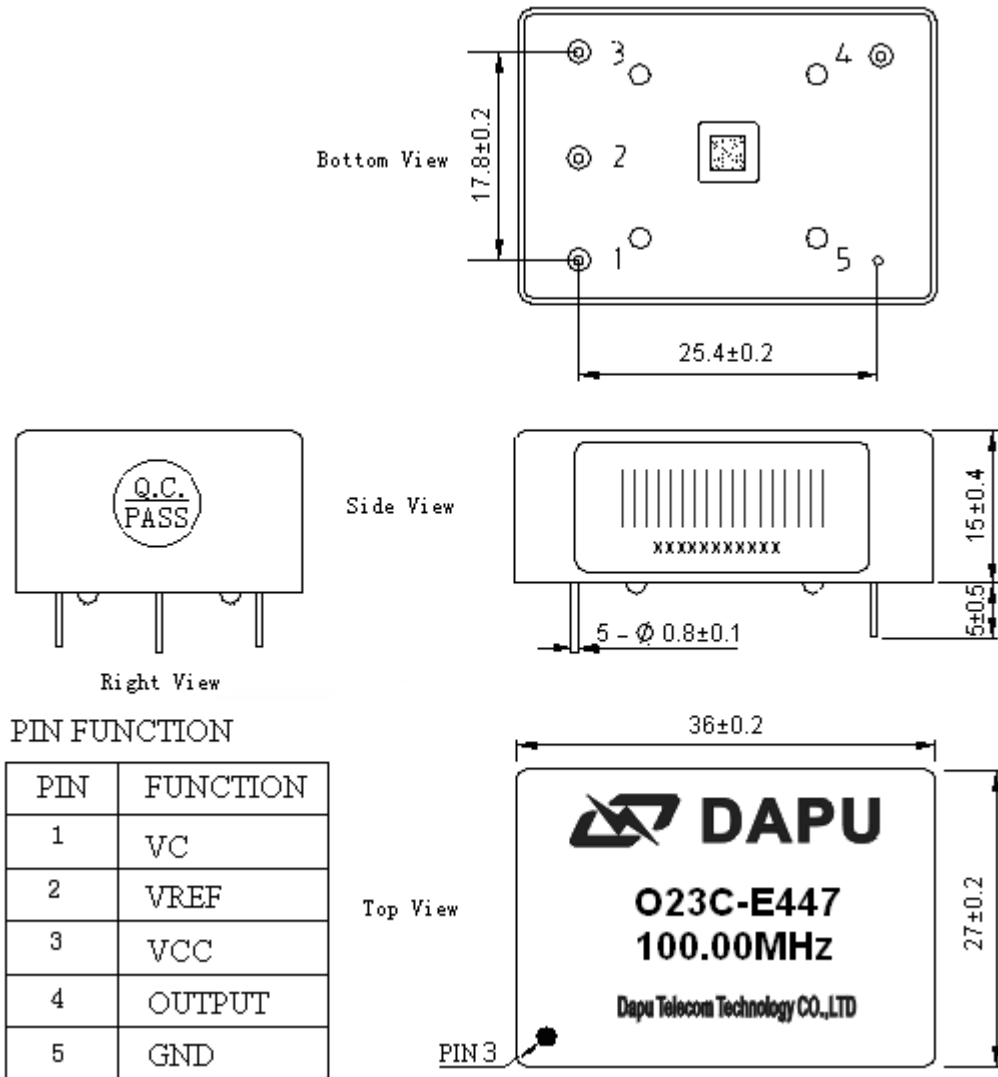 3
4
17.8±0.2
Bottom View
2
1
5
25.4±0.2
Q.C.
PASS
Side View
xxxxxxxxxxx
15±0.4
5±0.5
5-Ø 0.8±0.1
Right View
PIN FUNCTION
PIN FUNCTION
1 VC
2 VREF
3 VCC
4 OUTPUT
5 GND
36±0.2
Top View
DAPU
O23C-E447
100.00MHz
Dapu Telecom Technology CO.,LTD
27±0.2
PIN 3